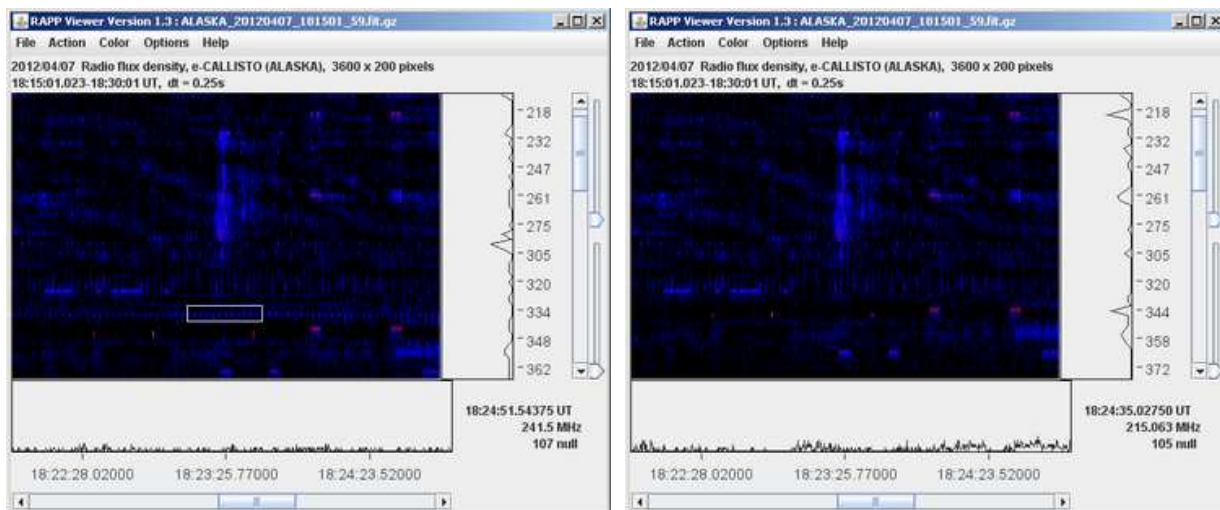 RAPP Viewer Version 1.3 : ALASKA_20120407_181501_59.fit.gz
File Action Color Options Help
2012/04/07 Radio flux density, e-CALLISTO (ALASKA), 3600 x 200 pixels
18:15:01.023-18:30:01 UT, dt = 0.25s
218
232
247
261
275
305
320
334
348
362
18:24:51.54375 UT
241.5 MHz
107 null
18:22:28.02000 18:23:25.77000 18:24:23.52000
RAPP Viewer Version 1.3 : ALASKA_20120407_181501_59.fit.gz
File Action Color Options Help
2012/04/07 Radio flux density, e-CALLISTO (ALASKA), 3600 x 200 pixels
18:15:01.023-18:30:01 UT, dt = 0.25s
218
232
247
261
275
305
320
344
358
372
18:24:35.02750 UT
215.063 MHz
105 null
18:22:28.02000 18:23:25.77000 18:24:23.52000